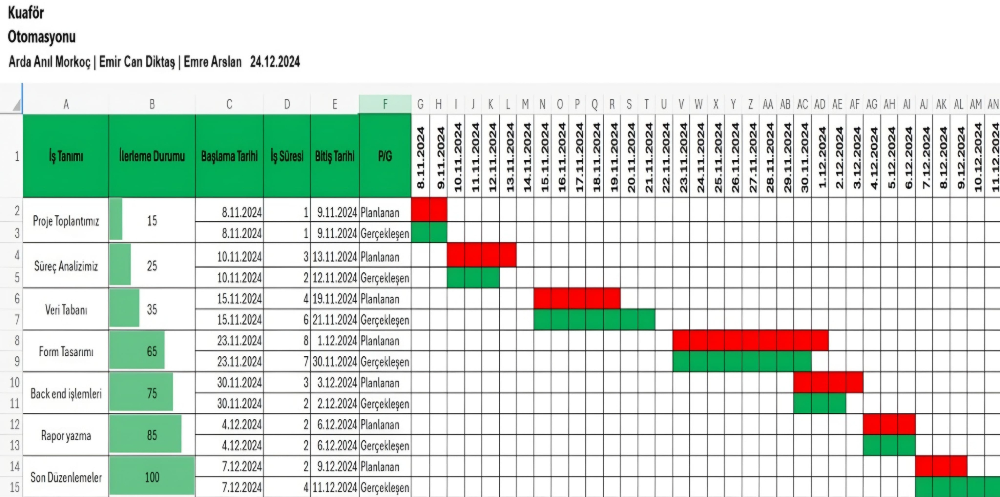 Kuaför
Otomasyonu
Arda Anıl Morkoç | Emir Can Diktaş | Emre Arslan 24.12.2024
A B C D E F G H I J K L M N O P Q R S T U V W X Y Z AA AB AC AD AE AF AG AH AI AJ AK AL AM AN
1 İş Tanımı İlerleme Durumu Başlama Tarihi İş Süresi Bitiş Tarihi P/G 8.11.2024 9.11.2024 10.11.2024 11.11.2024 12.11.2024 13.11.2024 14.11.2024 15.11.2024 16.11.2024 17.11.2024 18.11.2024 19.11.2024 20.11.2024 21.11.2024 22.11.2024 23.11.2024 24.11.2024 25.11.2024 26.11.2024 27.11.2024 28.11.2024 29.11.2024 30.11.2024 1.12.2024 2.12.2024 3.12.2024 4.12.2024 5.12.2024 6.12.2024 7.12.2024 8.12.2024 9.12.2024 10.12.2024 11.12.2024
2 8.11.2024 1 9.11.2024 Planlanan
Proje Toplantımız 15
3 8.11.2024 1 9.11.2024 Gerçekleşen
4 10.11.2024 3 13.11.2024 Planlanan
Süreç Analizimiz 25
5 10.11.2024 2 12.11.2024 Gerçekleşen
6 15.11.2024 4 19.11.2024 Planlanan
Veri Tabanı 35
7 15.11.2024 6 21.11.2024 Gerçekleşen
8 23.11.2024 8 1.12.2024 Planlanan
Form Tasarımı 65
9 23.11.2024 7 30.11.2024 Gerçekleşen
10 30.11.2024 3 3.12.2024 Planlanan
Back end işlemleri 75
11 30.11.2024 2 2.12.2024 Gerçekleşen
12 4.12.2024 2 6.12.2024 Planlanan
Rapor yazma 85
13 4.12.2024 2 6.12.2024 Gerçekleşen
14 7.12.2024 2 9.12.2024 Planlanan
Son Düzenlemeler 100
15 7.12.2024 4 11.12.2024 Gerçekleşen